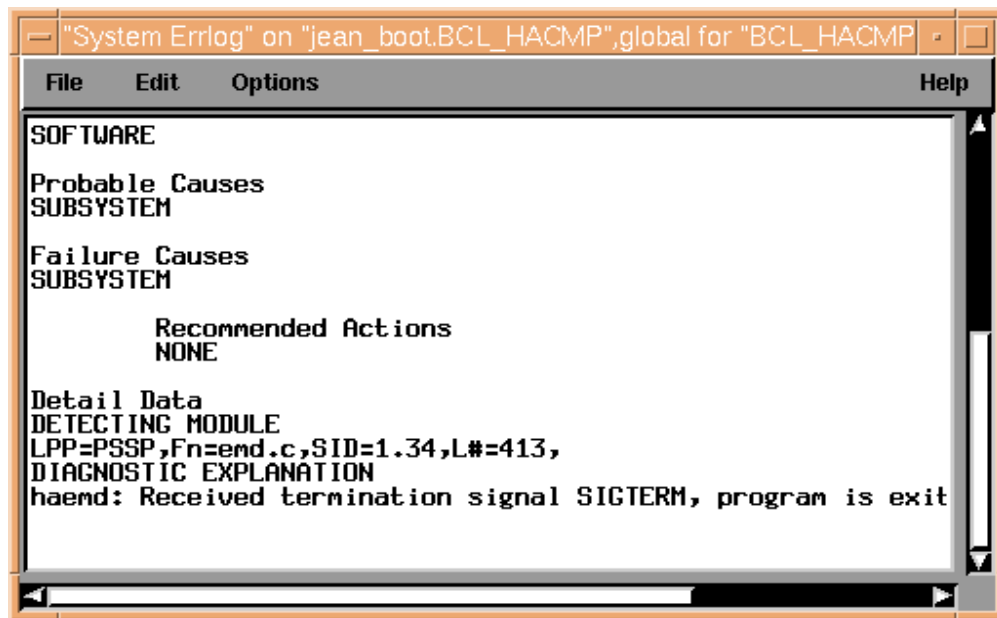 "System Errlog" on "jean_boot.BCL_HACMP",global for "BCL_HACMP
File Edit Options Help
SOFTWARE
Probable Causes
SUBSYSTEM
Failure Causes
SUBSYSTEM
Recommended Actions
NONE
Detail Data
DETECTING MODULE
LPP=PSSP,Fn=emd.c,SID=1.34,L#=413,
DIAGNOSTIC EXPLANATION
haemd: Received termination signal SIGTERM, program is exit